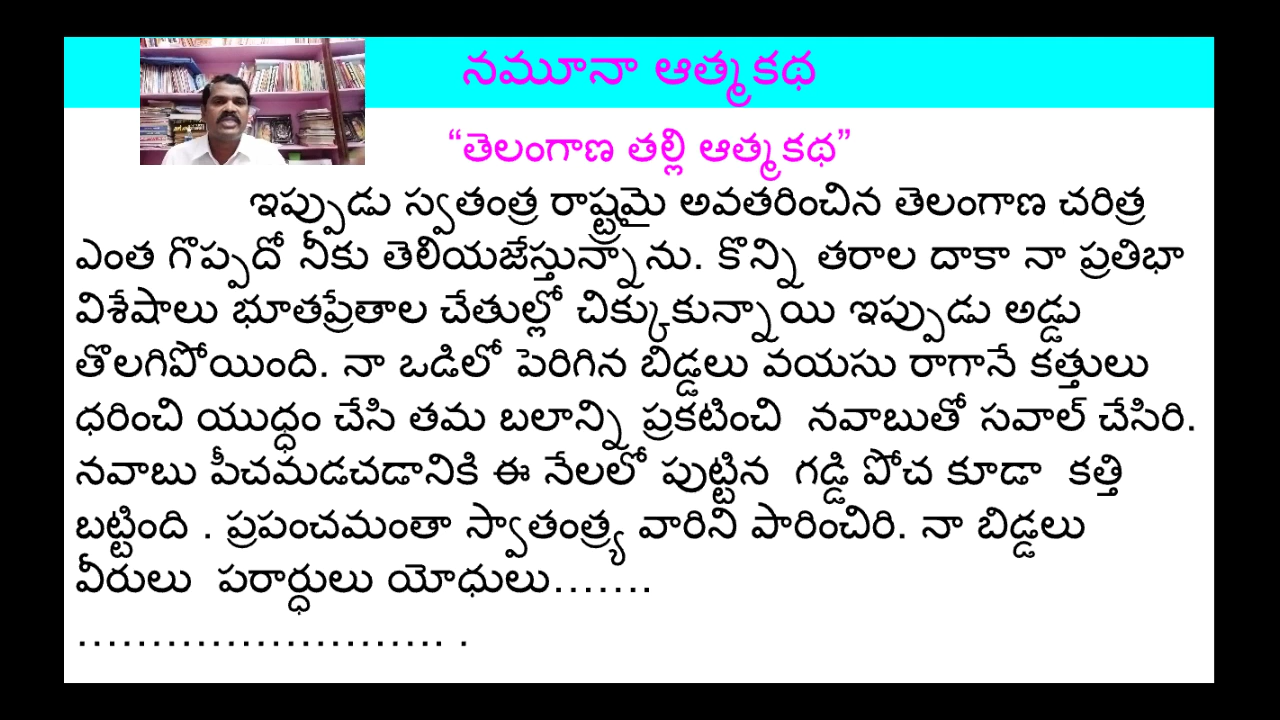 నమూనా ఆత్మకథ
“తెలంగాణ తల్లి ఆత్మకథ”
ఇప్పుడు స్వతంత్ర రాష్ట్రమై అవతరించిన తెలంగాణ చరిత్ర
ఎంత గొప్పదో నీకు తెలియజేస్తున్నాను. కొన్ని తరాల దాకా నా ప్రతిభా
విశేషాలు భూతప్రేతాల చేతుల్లో చిక్కుకున్నాయి ఇప్పుడు అడ్డు
తొలగిపోయింది. నా ఒడిలో పెరిగిన బిడ్డలు వయసు రాగానే కత్తులు
ధరించి యుద్ధం చేసి తమ బలాన్ని ప్రకటించి నవాబుతో సవాల్ చేసిరి.
నవాబు పీచమడచడానికి ఈ నేలలో పుట్టిన గడ్డి పోచ కూడా కత్తి
బట్టింది . ప్రపంచమంతా స్వాతంత్ర్య వారిని పారించిరి. నా బిడ్డలు
వీరులు పరార్ధులు యోధులు.......
......................... .